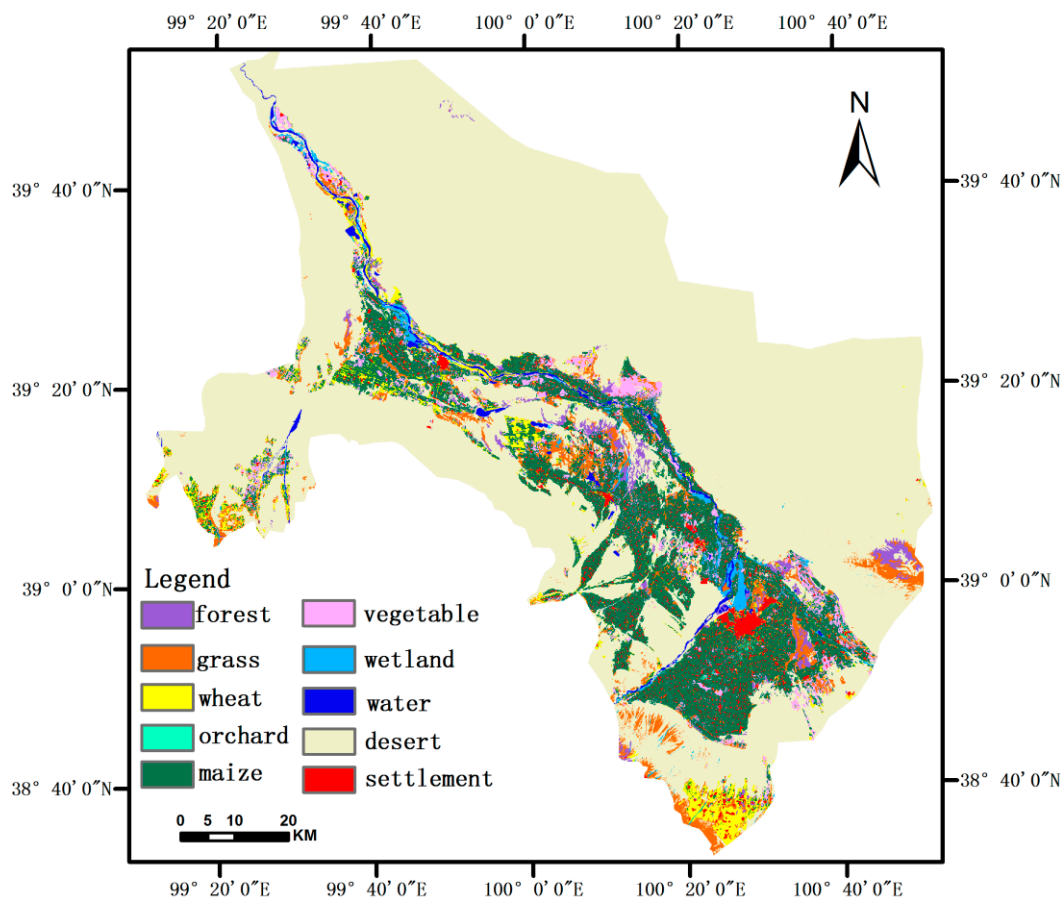 99° 20′0″E 99° 40′0″E 100° 0′0″E 100° 20′0″E 100° 40′0″E
N
39° 40′0″N 39° 40′0″N
39° 20′0″N 39° 20′0″N
39° 0′0″N 39° 0′0″N
38° 40′0″N 38° 40′0″N
Legend
forest vegetable
grass wetland
wheat water
orchard desert
maize settlement
0 5 10 20
KM
99° 20′0″E 99° 40′0″E 100° 0′0″E 100° 20′0″E 100° 40′0″E